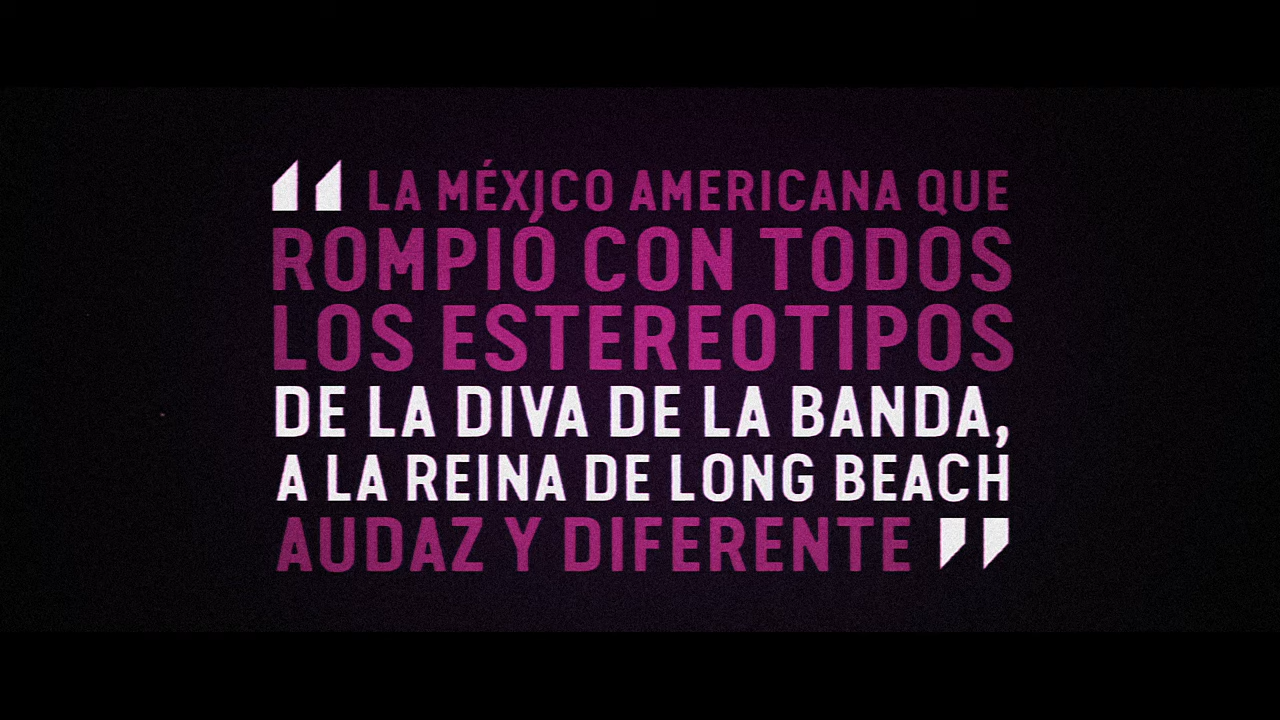 “LA MÉXICO AMERICANA QUE
ROMPIÓ CON TODOS
LOS ESTEREOTIPOS
DE LA DIVA DE LA BANDA,
A LA REINA DE LONG BEACH
AUDAZ Y DIFERENTE”